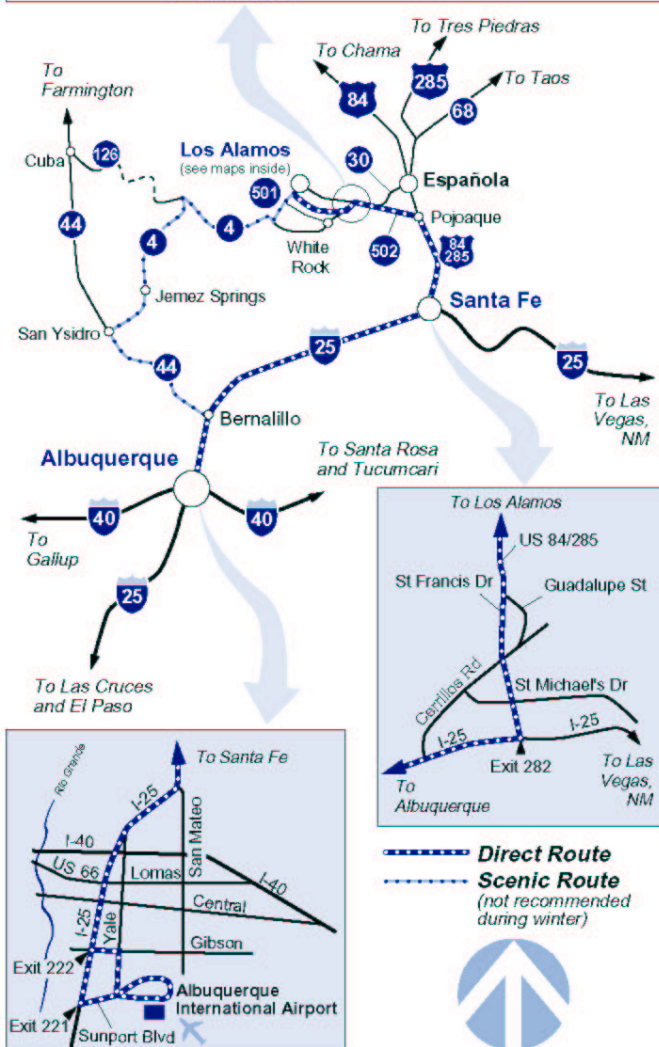 To Tres Piedras
To Chama
To
Farmington
285
To Taos
84
68
Cuba
126
Los Alamos
(see maps inside)
30
Española
501
44
4
4
White
Rock
502
Pojoaque
84
285
Jemez Springs
Santa Fe
San Ysidro
25
25
44
To Las
Vegas,
NM
Bernalillo
Albuquerque
To Santa Rosa
and Tucumcari
40
40
To
Gallup
25
To Las Cruces
and El Paso
To Los Alamos
US 84/285
St Francis Dr
Guadalupe St
Cerrillos Rd
St Michael's Dr
I-25
I-25
Exit 282
To
Albuquerque
To Las
Vegas,
NM
Rio Grande
To Santa Fe
I-25
San Mateo
I-40
US 66
Lomas
I-40
Central
I-25
Yale
Gibson
Exit 222
Albuquerque
International Airport
Exit 221
Sunport Blvd
Direct Route
Scenic Route
(not recommended
during winter)